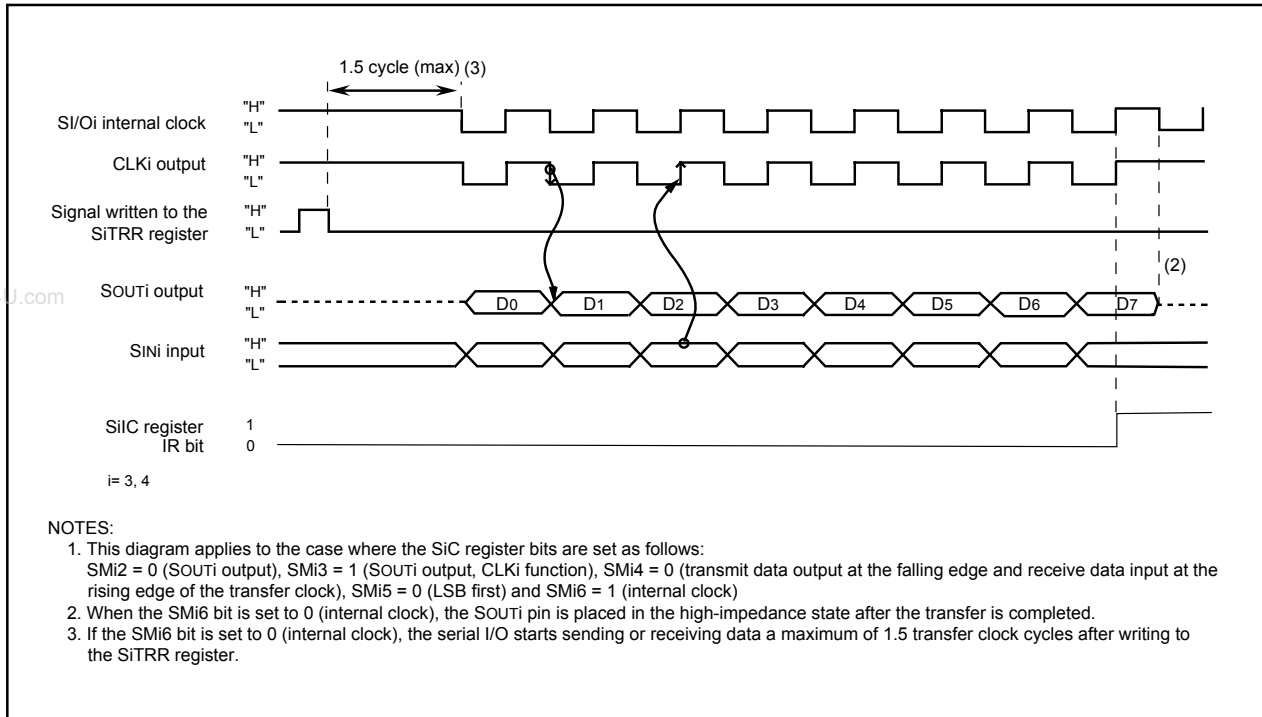 1.5 cycle (max) (3)
SI/Oi internal clock
"H"
"L"
CLKi output
"H"
"L"
Signal written to the
SiTRR register
"H"
"L"
(2)
U.com
SOUTi output
"H"
"L"
D0 D1 D2 D3 D4 D5 D6 D7
SINi input
"H"
"L"
SiIC register
IR bit
1
0
i= 3, 4
NOTES:
1. This diagram applies to the case where the SiC register bits are set as follows:
SMi2 = 0 (SOUTi output), SMi3 = 1 (SOUTi output, CLKi function), SMi4 = 0 (transmit data output at the falling edge and receive data input at the
rising edge of the transfer clock), SMi5 = 0 (LSB first) and SMi6 = 1 (internal clock)
2. When the SMi6 bit is set to 0 (internal clock), the SOUTi pin is placed in the high-impedance state after the transfer is completed.
3. If the SMi6 bit is set to 0 (internal clock), the serial I/O starts sending or receiving data a maximum of 1.5 transfer clock cycles after writing to
the SiTRR register.